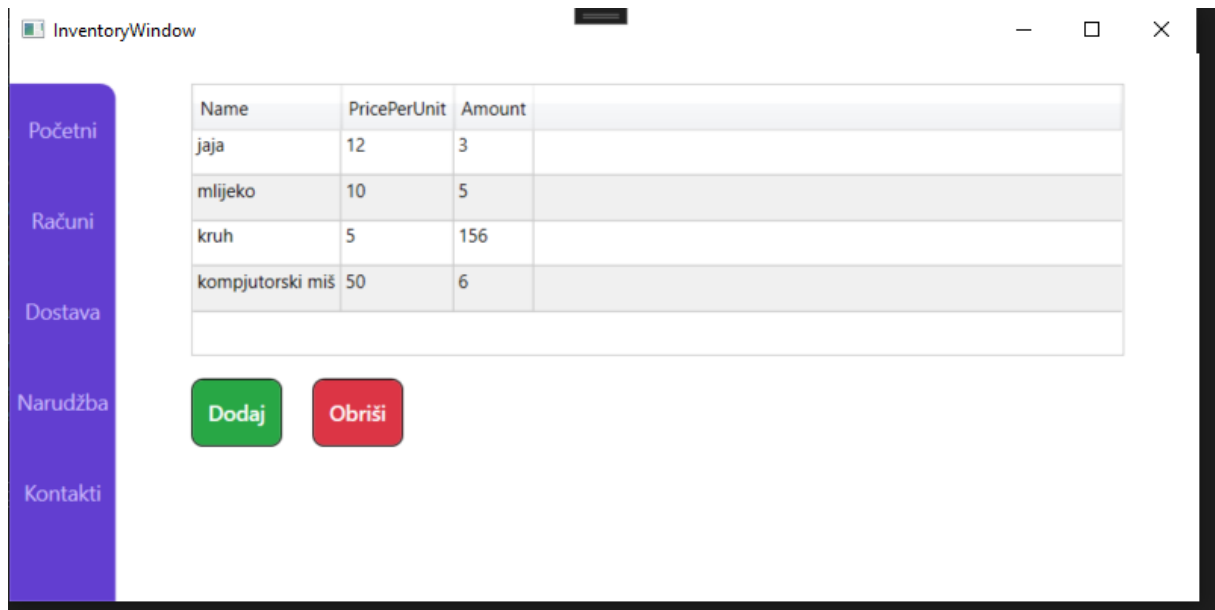 InventoryWindow
Početni
Računi
Dostava
Narudžba
Kontakti
Name PricePerUnit Amount
jaja 12 3
mlijeko 10 5
kruh 5 156
kompjutorski miš 50 6
Dodaj Obriši